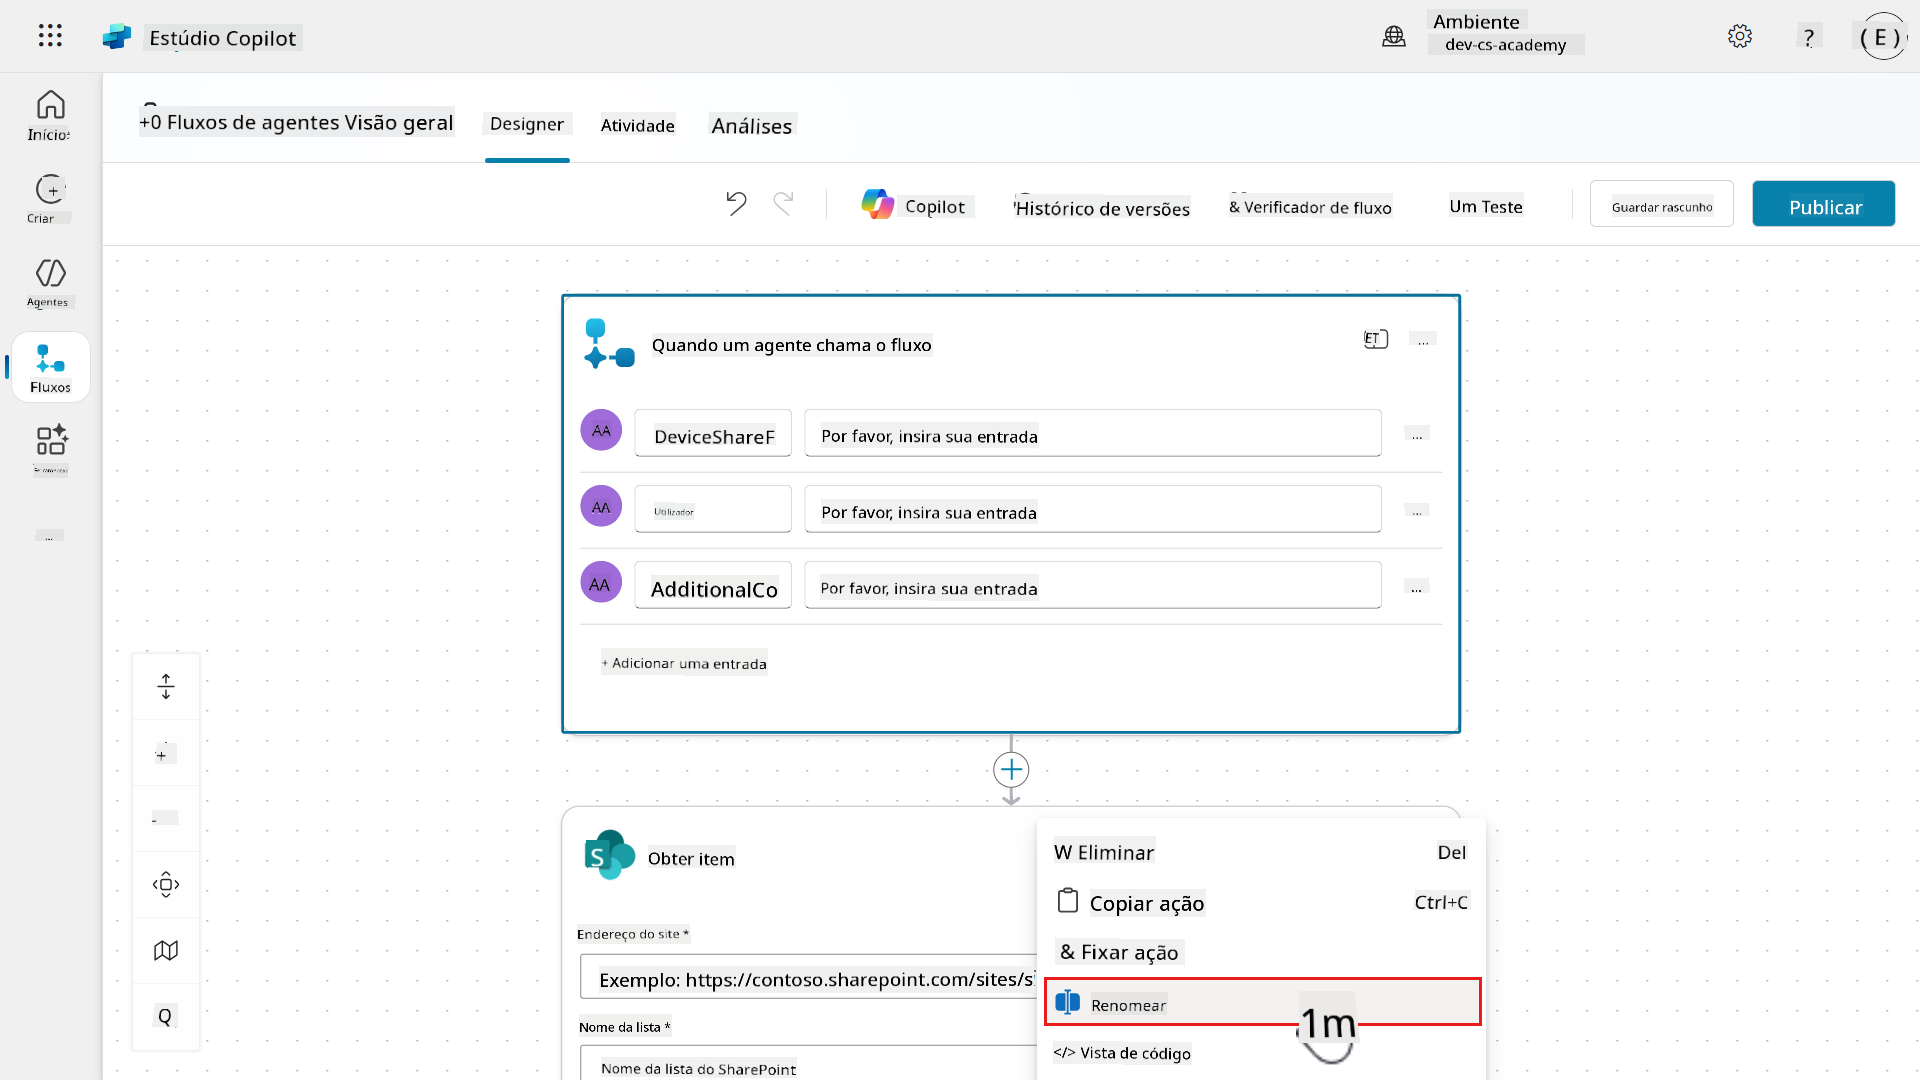 Estúdio Copilot
Ambiente
dev-cs-academy
?
( E )
Início
Criar
Agentes
Fluxos
Ferramentas
...
+0 Fluxos de agentes Visão geral
Designer
Atividade
Análises
Copilot
Histórico de versões
& Verificador de fluxo
Um Teste
Guardar rascunho
Publicar
Quando um agente chama o fluxo
ET
...
AA
DeviceShareF
Por favor, insira sua entrada
...
AA
Utilizador
Por favor, insira sua entrada
...
AA
AdditionalCo
Por favor, insira sua entrada
...
+ Adicionar uma entrada
+
-
Q
S
Obter item
Endereço do site *
Exemplo: https://contoso.sharepoint.com/sites/s
Nome da lista *
Nome da lista do SharePoint
W Eliminar
Del
Copiar ação
Ctrl+C
& Fixar ação
Renomear
1m
</> Vista de código